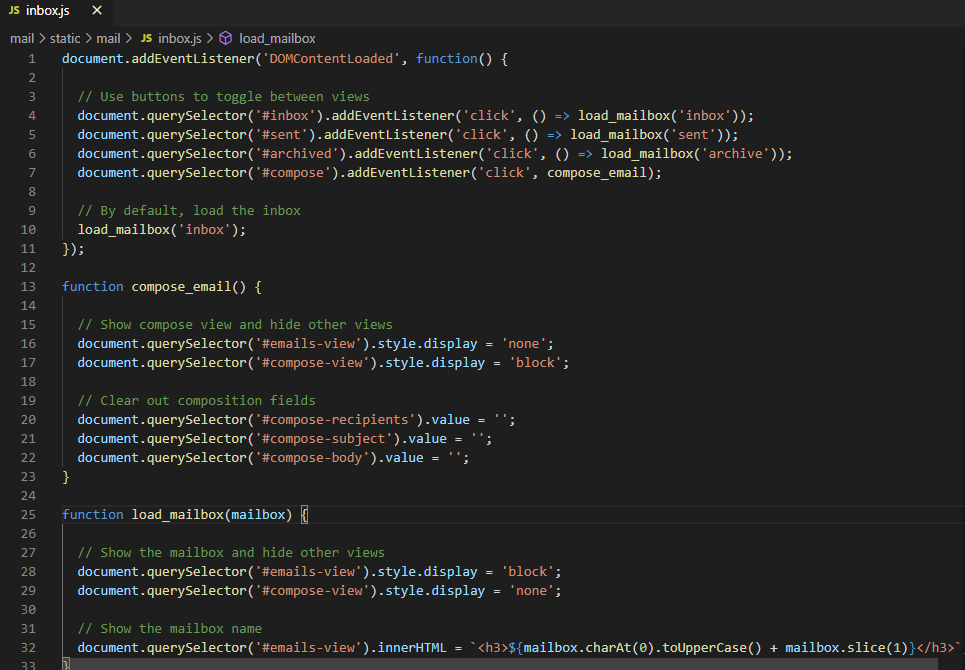 JS inbox.js ×
mail > static > mail > JS inbox.js > load_mailbox
1 document.addEventListener('DOMContentLoaded', function() {
2
3   // Use buttons to toggle between views
4   document.querySelector('#inbox').addEventListener('click', () => load_mailbox('inbox'));
5   document.querySelector('#sent').addEventListener('click', () => load_mailbox('sent'));
6   document.querySelector('#archived').addEventListener('click', () => load_mailbox('archive'));
7   document.querySelector('#compose').addEventListener('click', compose_email);
8
9   // By default, load the inbox
10   load_mailbox('inbox');
11 });
12
13 function compose_email() {
14
15   // Show compose view and hide other views
16   document.querySelector('#emails-view').style.display = 'none';
17   document.querySelector('#compose-view').style.display = 'block';
18
19   // Clear out composition fields
20   document.querySelector('#compose-recipients').value = '';
21   document.querySelector('#compose-subject').value = '';
22   document.querySelector('#compose-body').value = '';
23 }
24
25 function load_mailbox(mailbox) {
26
27   // Show the mailbox and hide other views
28   document.querySelector('#emails-view').style.display = 'block';
29   document.querySelector('#compose-view').style.display = 'none';
30
31   // Show the mailbox name
32   document.querySelector('#emails-view').innerHTML = `<h3>${mailbox.charAt(0).toUpperCase() + mailbox.slice(1)}</h3>`
33 }